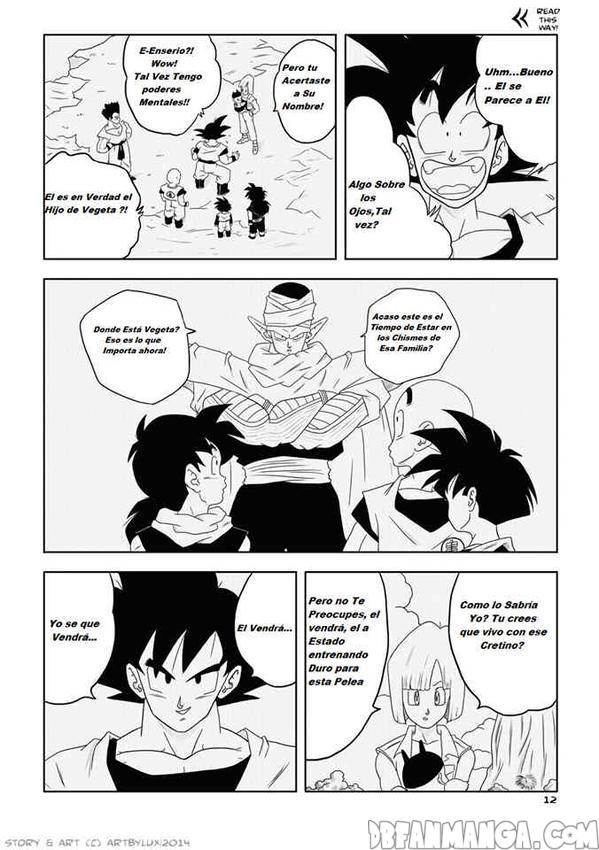 READ
THIS
WAY!
Uhm...Bueno
.. El se
Parece a El!
Algo Sobre
los
Ojos,Tal
vez?
Pero tu
Acertaste
a Su
Nombre!
E-Enserio?!
Wow!
Tal Vez Tengo
poderes
Mentales!!
El es en Verdad el
Hijo de Vegeta ?!
Acaso este es el
Tiempo de Estar en
los Chismes de
Esa Familia?
Donde Está Vegeta?
Eso es lo que
Importa ahora!
Como lo Sabría
Yo? Tu crees
que vivo con ese
Cretino?
Pero no Te
Preocupes, el
vendrá, el a
Estado
entrenando
Duro para
esta Pelea
El Vendrá...
Yo se que
Vendrá...
12
STORY & ART (C) ARTBYLUX!2014
DBFANMANGA.COM